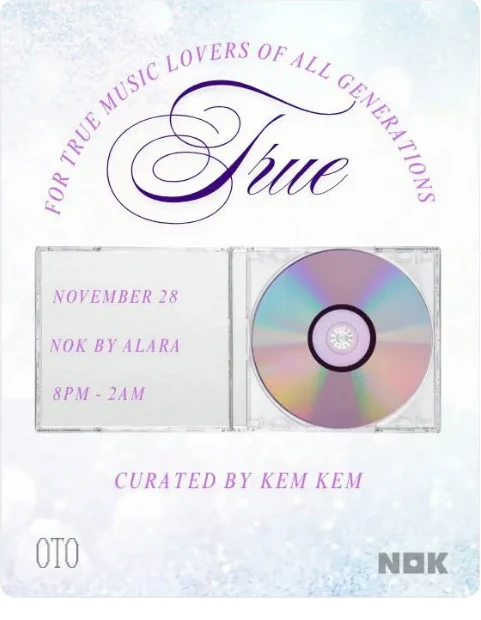 FOR TRUE MUSIC LOVERS OF ALL GENERATIONS
True
NOVEMBER 28
NOK BY ALARA
8PM - 2AM
CURATED BY KEM KEM
OTO
NOK